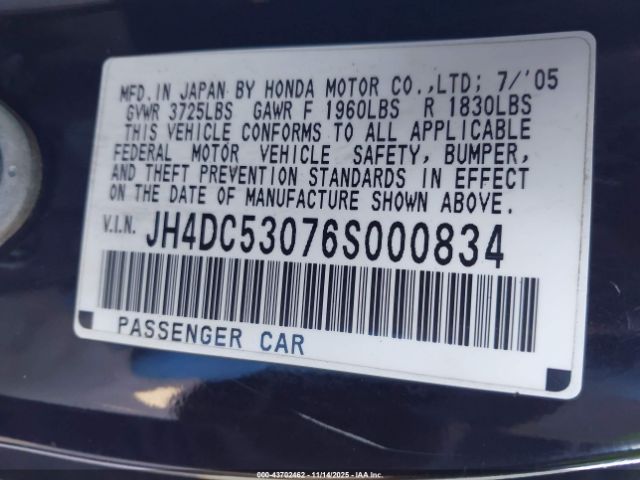 MFD. IN JAPAN BY HONDA MOTOR CO.,LTD; 7/'05
GVWR 3725LBS GAWR F 1960LBS R 1830LBS
THIS VEHICLE CONFORMS TO ALL APPLICABLE
FEDERAL MOTOR VEHICLE SAFETY, BUMPER,
AND THEFT PREVENTION STANDARDS IN EFFECT
ON THE DATE OF MANUFACTURE SHOWN ABOVE.
V.I.N. JH4DC53076S000834
PASSENGER CAR
000-43702462 - 11/14/2025 - IAA Inc.